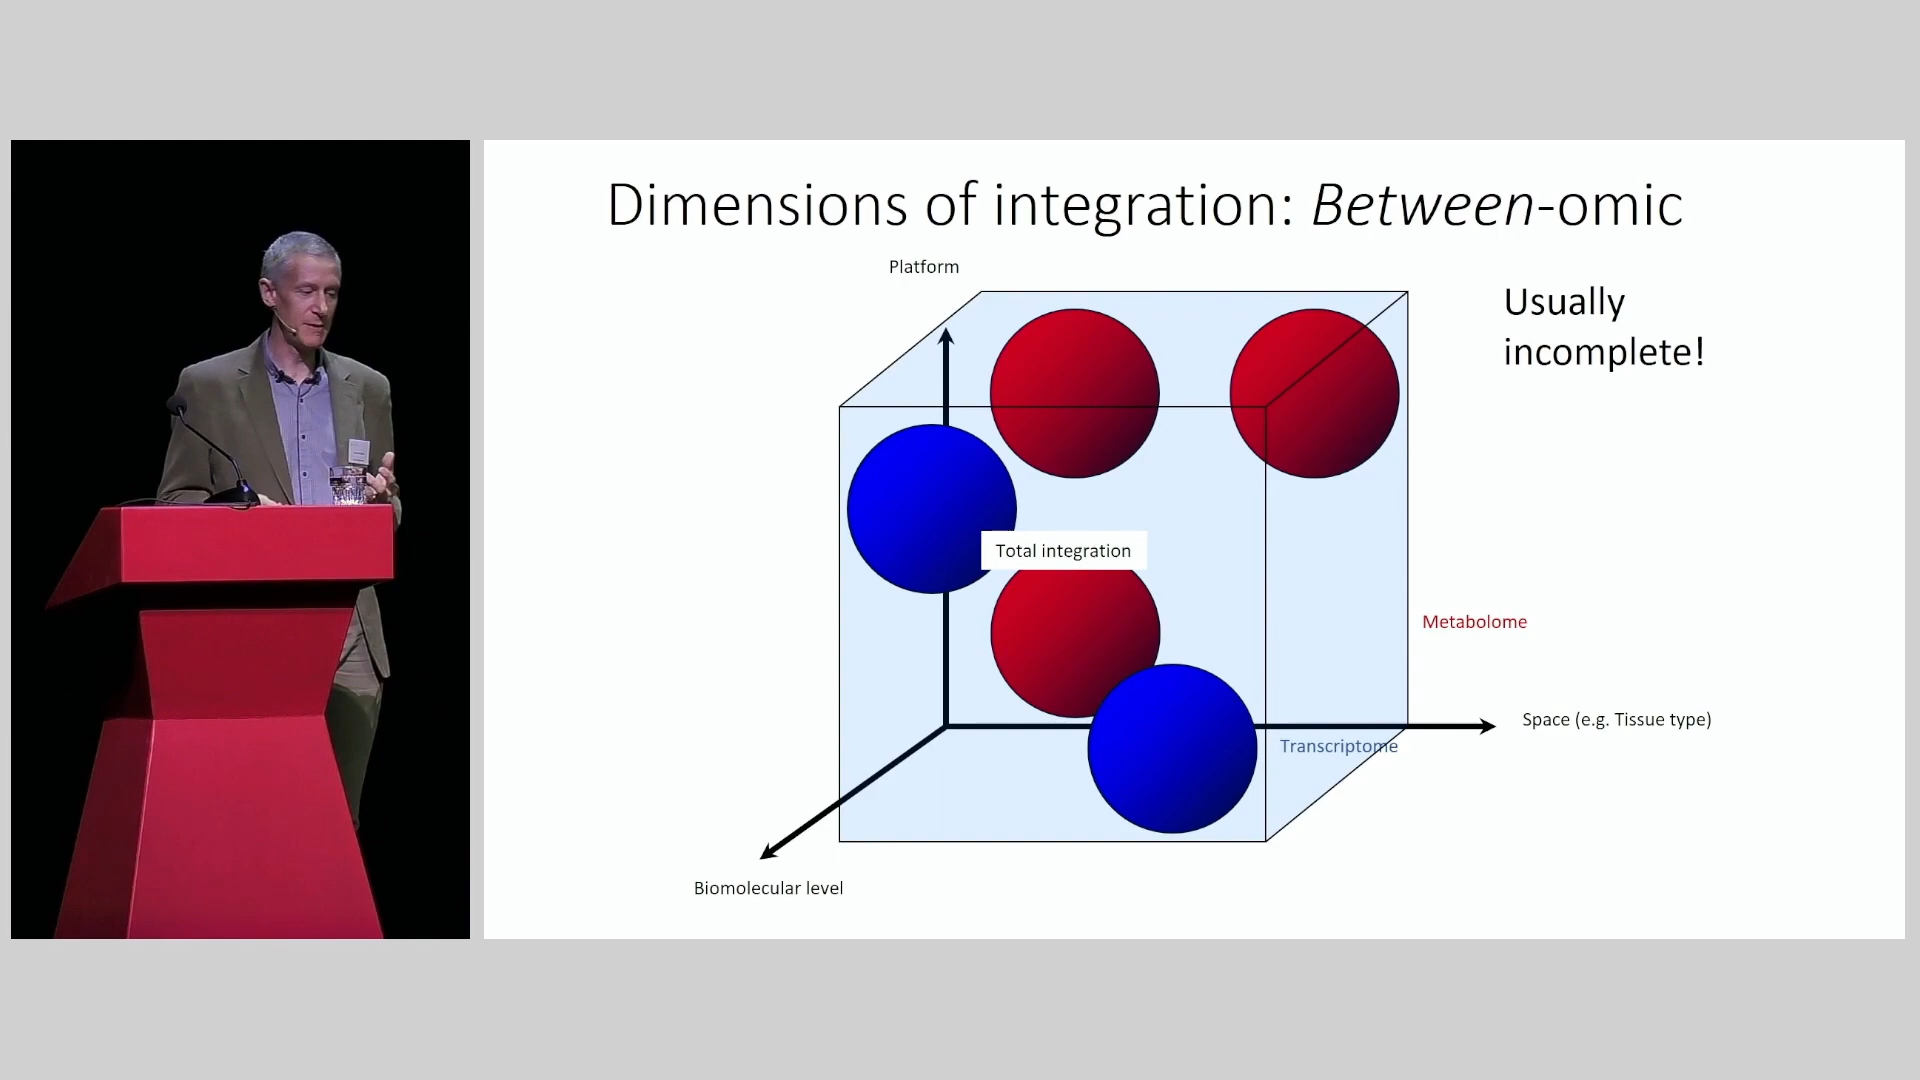 Dimensions of integration: Between-omic
Platform
Usually
incomplete!
Total integration
Metabolome
Space (e.g. Tissue type)
Transcriptome
Biomolecular level